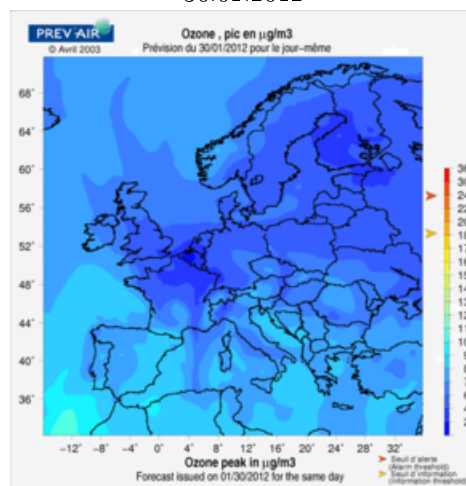 PREV'AIR
© Avril 2003
Ozone , pic en µg/m3
Prévision du 30/01/2012 pour le jour-même
68°
64°
60°
56°
52°
48°
44°
40°
36°
-12° -8° -4° 0° 4° 8° 12° 16° 20° 24° 28° 32°
Ozone peak in µg/m3
Forecast issued on 01/30/2012 for the same day
Seuil d'alerte
(Alarm threshold)
Seuil d'information
(Information threshold)